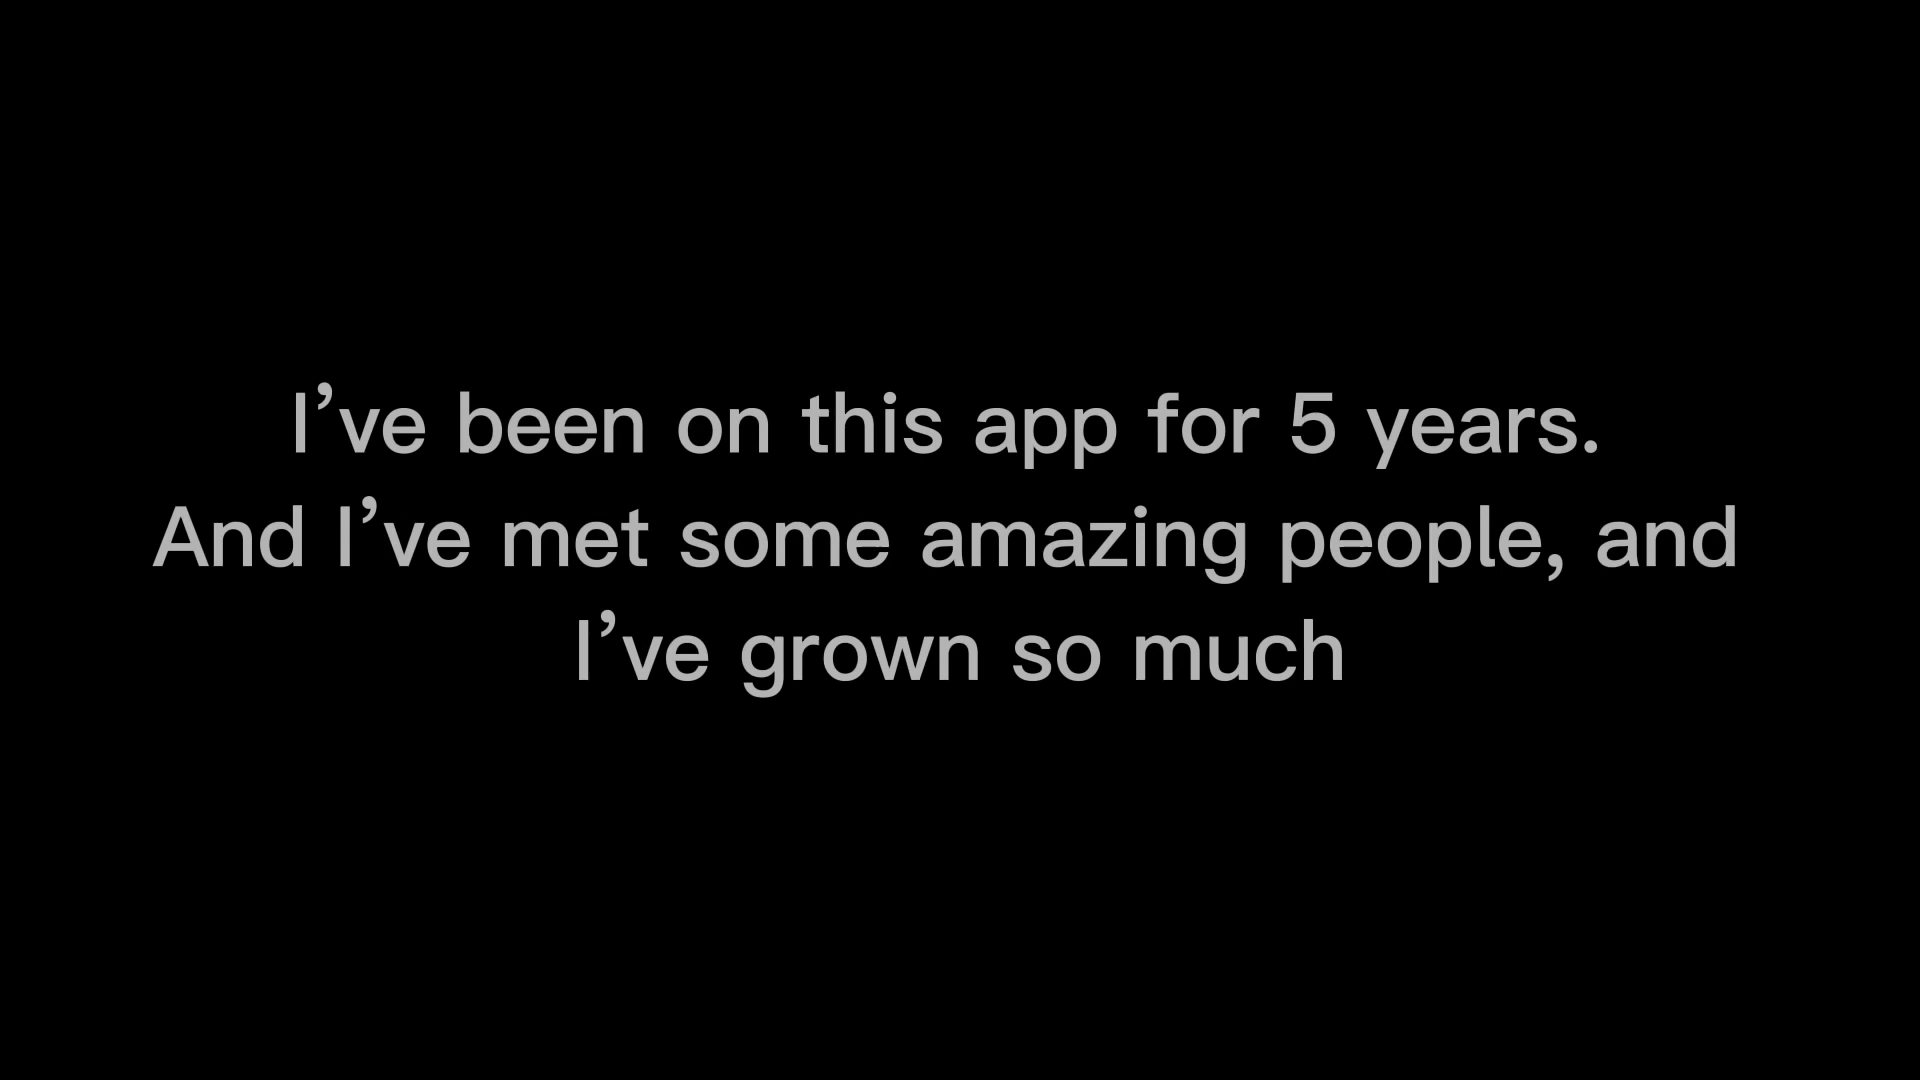 I’ve been on this app for 5 years.
And I’ve met some amazing people, and
I’ve grown so much